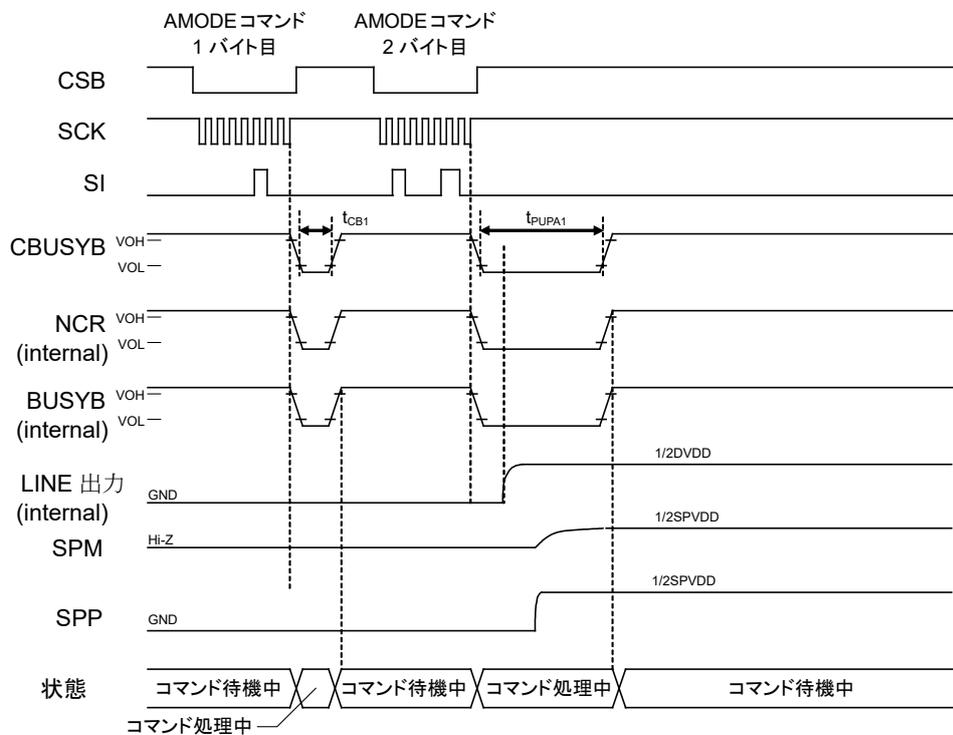 AMODEコマンド
1 バイト目
AMODEコマンド
2 バイト目
CSB
SCK
SI
tCB1
tPUPA1
CBUSYB
VOH
VOL
NCR
(internal)
VOH
VOL
BUSYB
(internal)
VOH
VOL
LINE 出力
(internal)
GND
1/2DVDD
SPM
Hi-Z
1/2SPVDD
SPP
GND
1/2SPVDD
状態
コマンド待機中
コマンド待機中
コマンド処理中
コマンド待機中
コマンド処理中